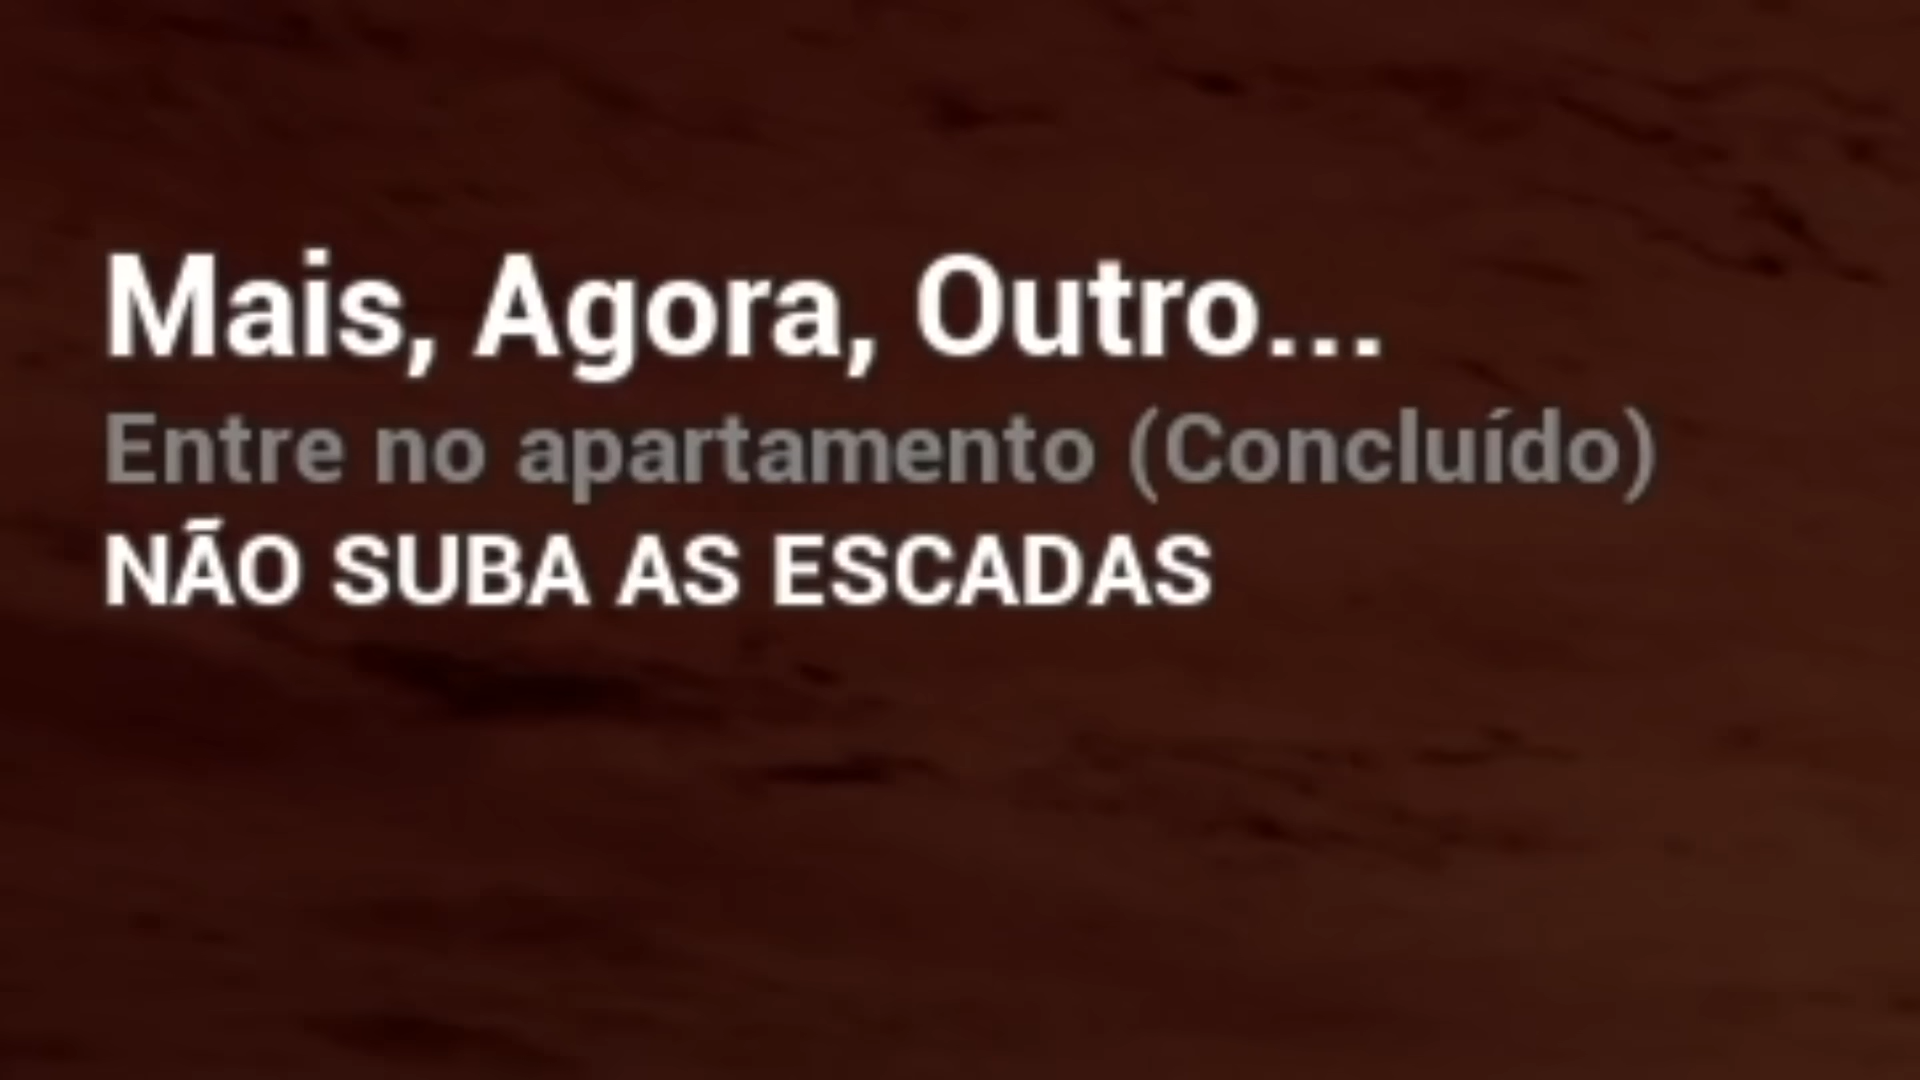 Mais, Agora, Outro...
Entre no apartamento (Concluído)
NÃO SUBA AS ESCADAS